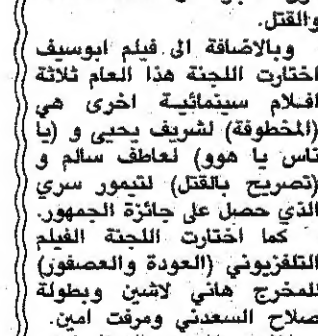 والقتل.
وبالاضافة الى فيلم ابوسيف
اختارت اللجنة هذا العام ثلاثة
افلام سينمائية اخرى هي
(المخطوفة) لشريف يحيى و (يا
ناس يا هوو) لعاطف سالم و
(تصريح بالقتل) لتيمور سري
الذي حصل على جائزة الجمهور.
كما اختارت اللجنة الفيلم
التلفزيوني (العودة والعصفور)
للمخرج هاني لاشين وبطولة
صلاح السعدني ومرفت امين.